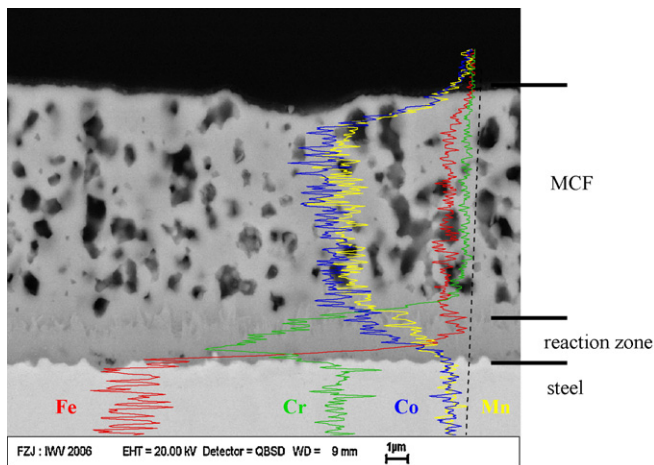 MCF
reaction zone
steel
Fe Cr Co Mn
FZJ : IWV 2006 EHT = 20.00 kV Detector = QBSD WD = 9 mm 1µm